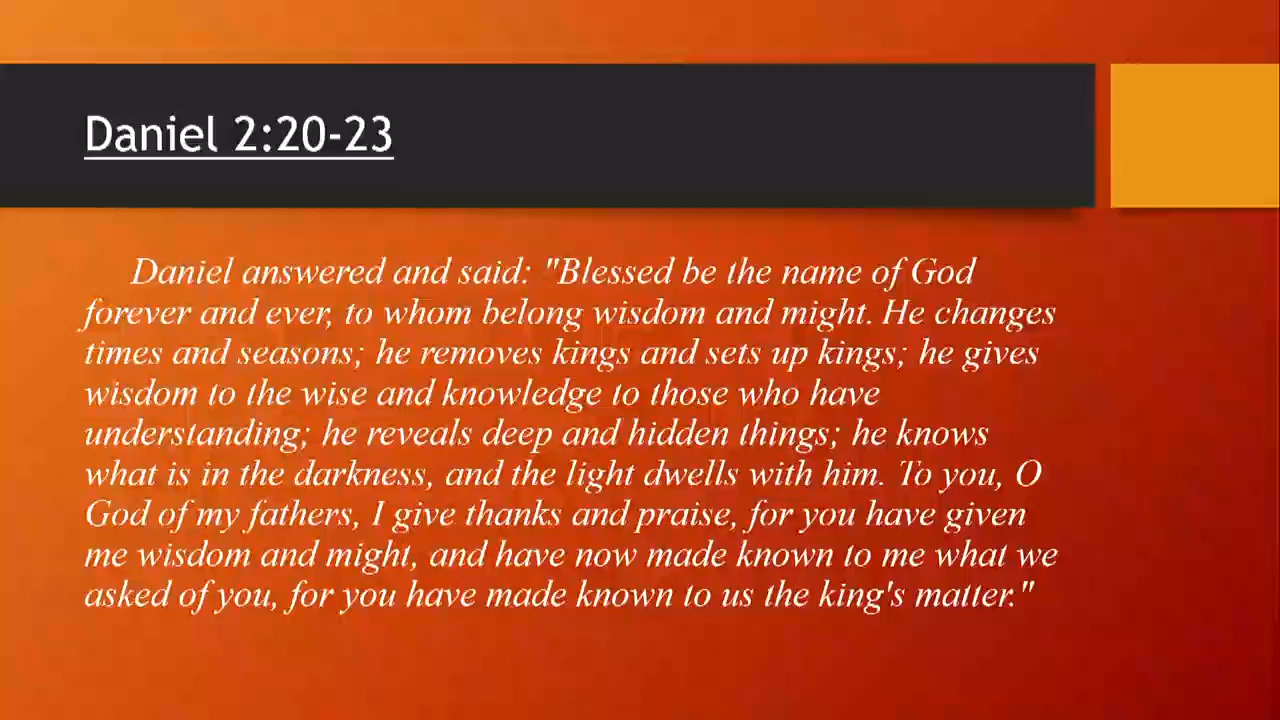 Daniel 2:20-23
Daniel answered and said: "Blessed be the name of God
forever and ever, to whom belong wisdom and might. He changes
times and seasons; he removes kings and sets up kings; he gives
wisdom to the wise and knowledge to those who have
understanding; he reveals deep and hidden things; he knows
what is in the darkness, and the light dwells with him. To you, O
God of my fathers, I give thanks and praise, for you have given
me wisdom and might, and have now made known to me what we
asked of you, for you have made known to us the king's matter."